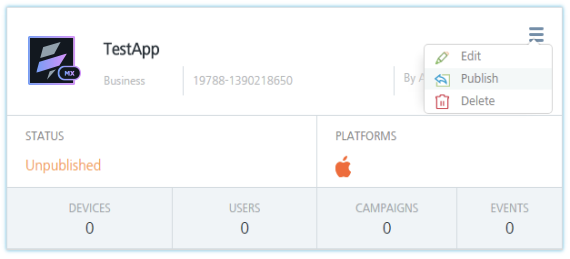 TestApp
MX
Business
19788-1390218650
By
Edit
Publish
Delete
STATUS
PLATFORMS
Unpublished
DEVICES
USERS
CAMPAIGNS
EVENTS
0
0
0
0